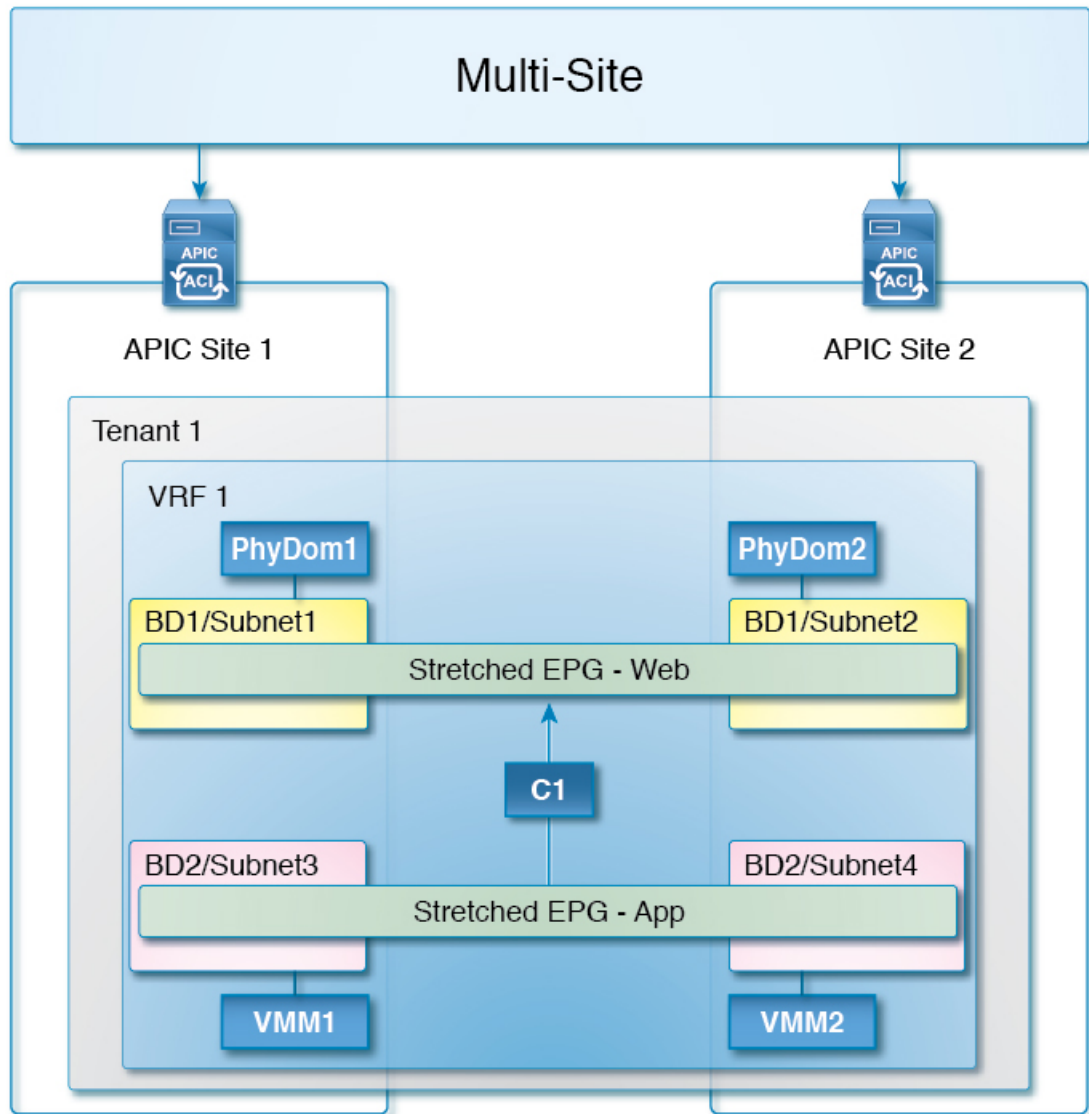 Multi-Site
APIC
ACI
APIC
ACI
APIC Site 1
APIC Site 2
Tenant 1
VRF 1
PhyDom1
PhyDom2
BD1/Subnet1
BD1/Subnet2
Stretched EPG - Web
C1
BD2/Subnet3
BD2/Subnet4
Stretched EPG - App
VMM1
VMM2